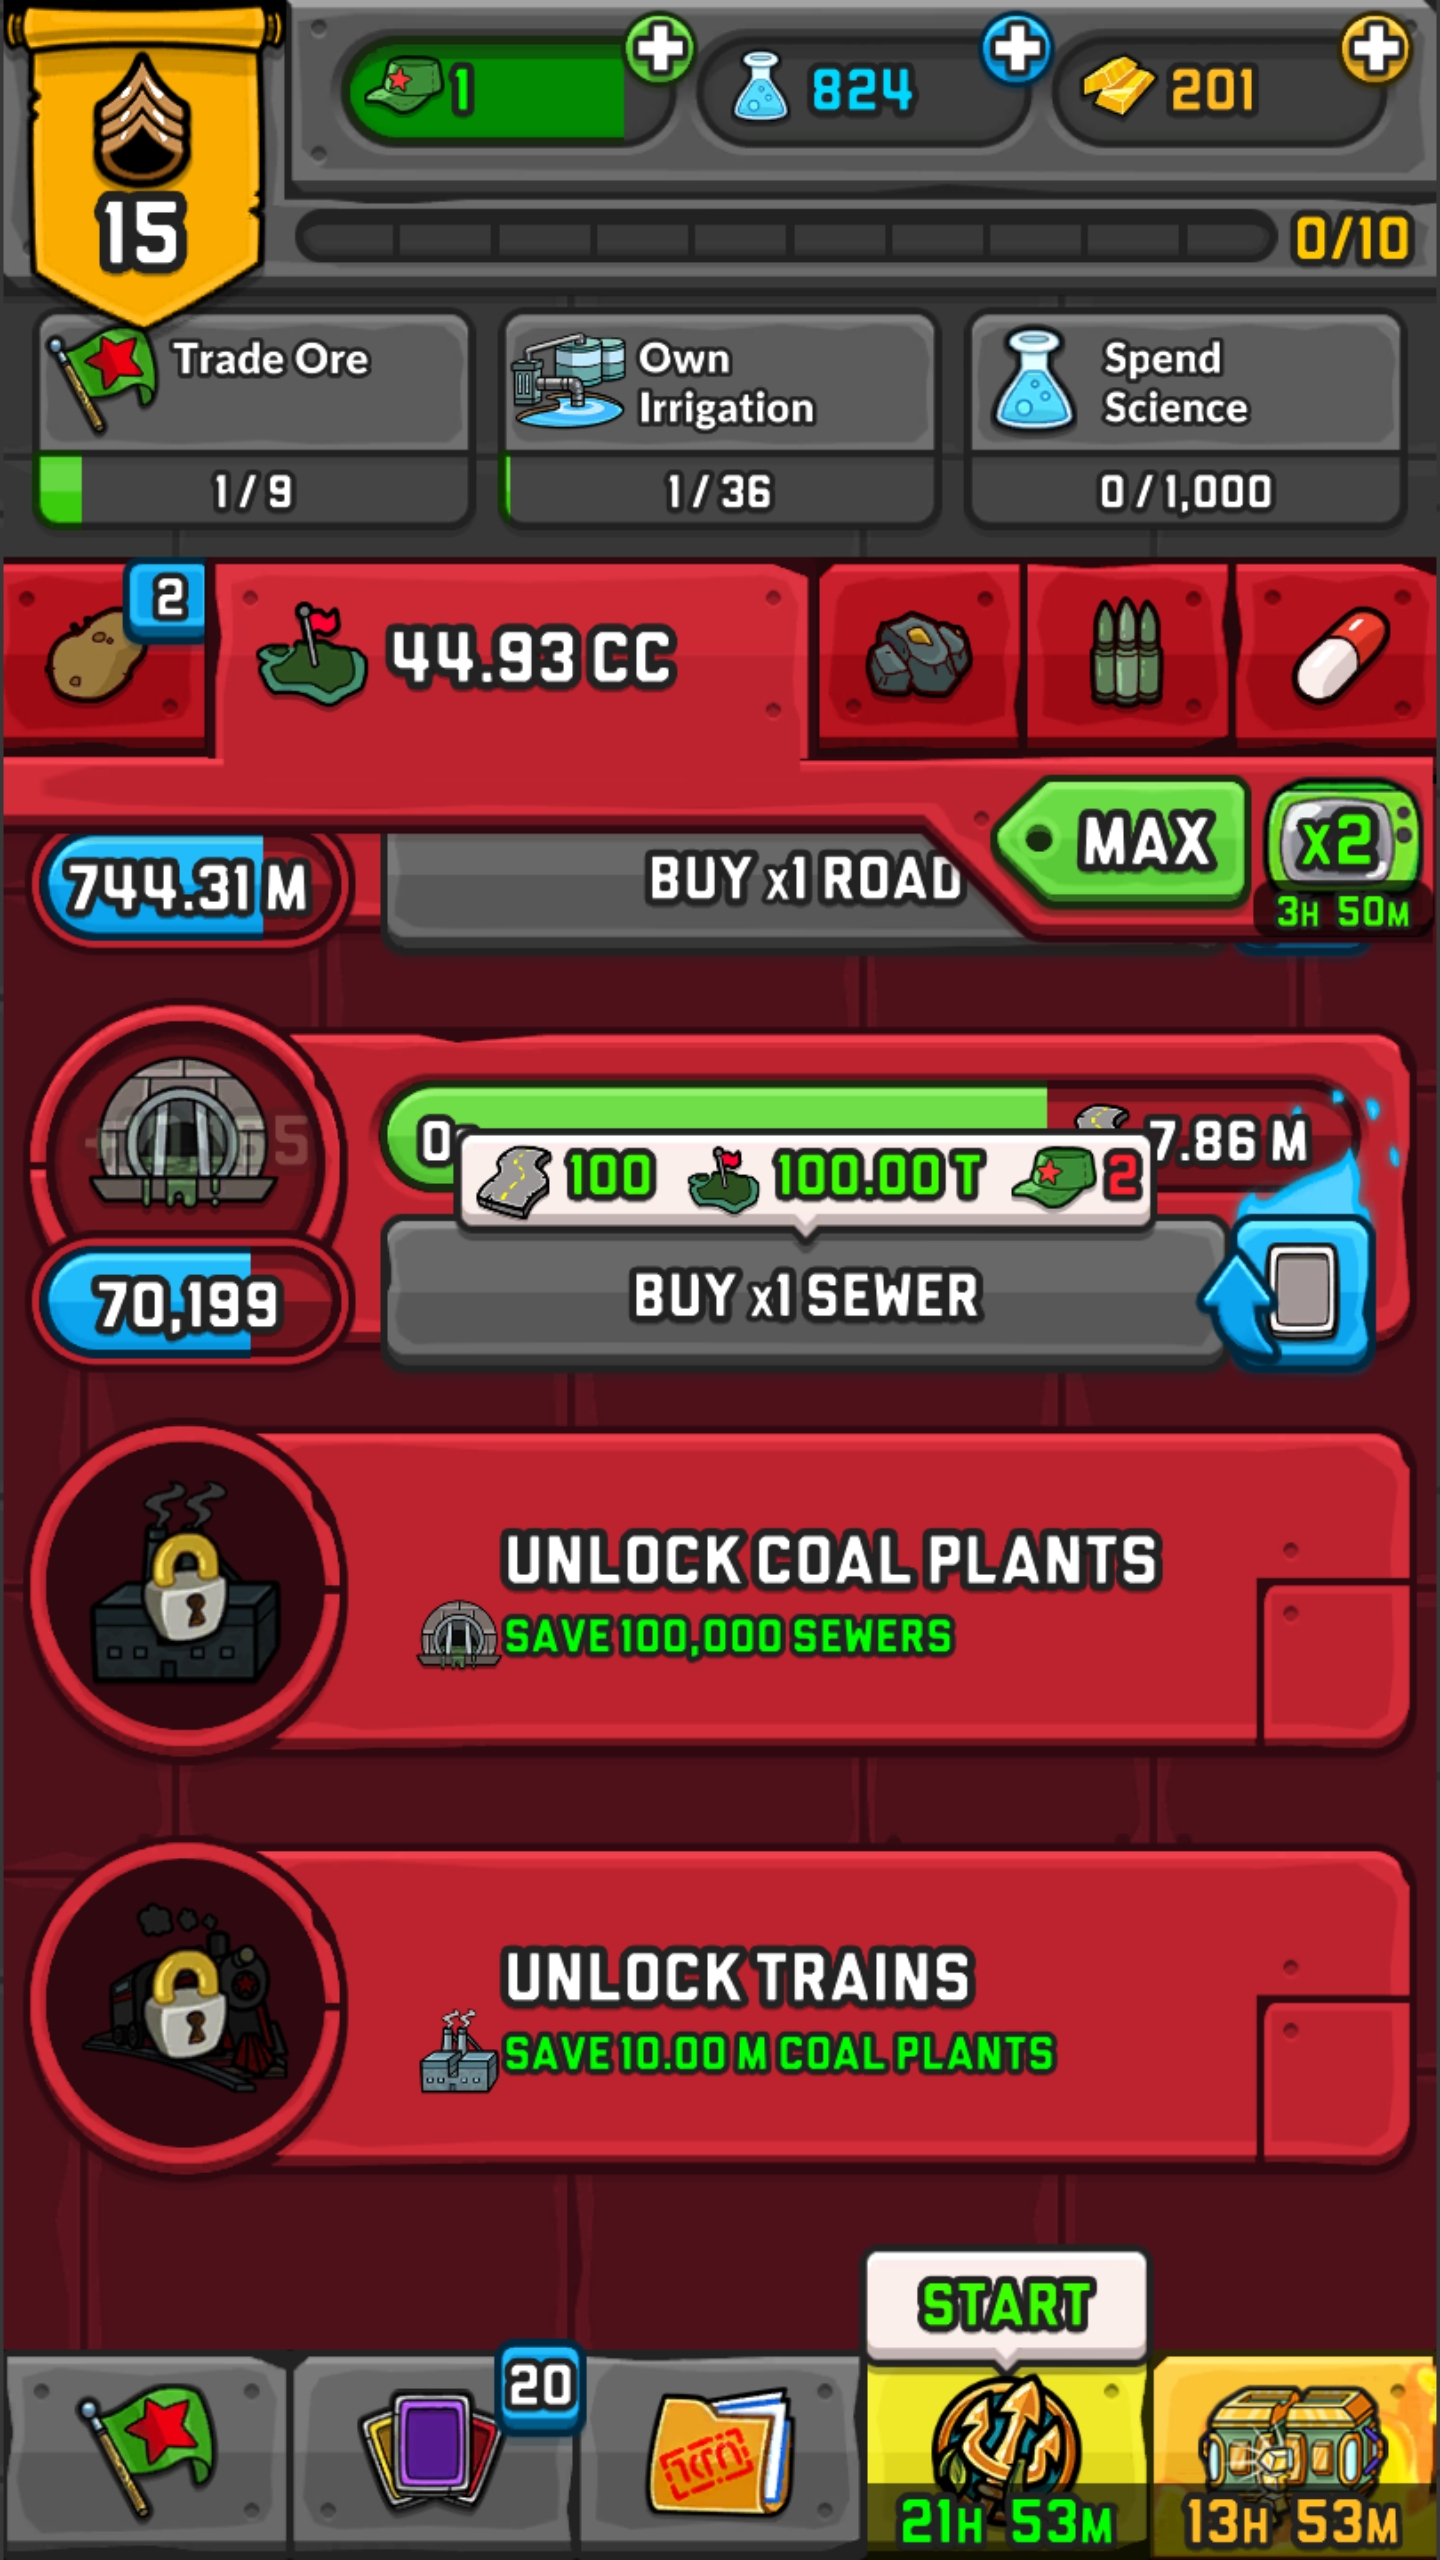 1
824
201
15
0/10
Trade Ore
Own
Irrigation
Spend
Science
1/9
1/36
0/1,000
2
44.93 CC
MAX
x2
3H 50M
744.31 M
BUY x1 ROAD
0
7.86 M
100
100.00 T
2
70,199
BUY x1 SEWER
UNLOCK COAL PLANTS
SAVE 100,000 SEWERS
UNLOCK TRAINS
SAVE 10.00 M COAL PLANTS
START
20
21H 53M
13H 53M